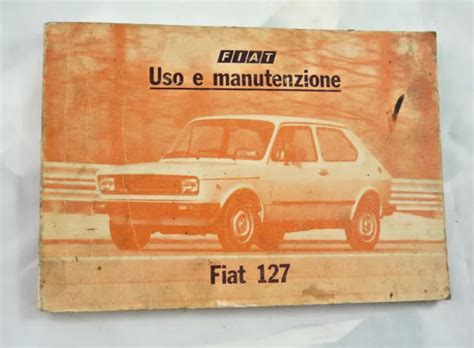 FIAT
Uso e manutenzione
Fiat 127